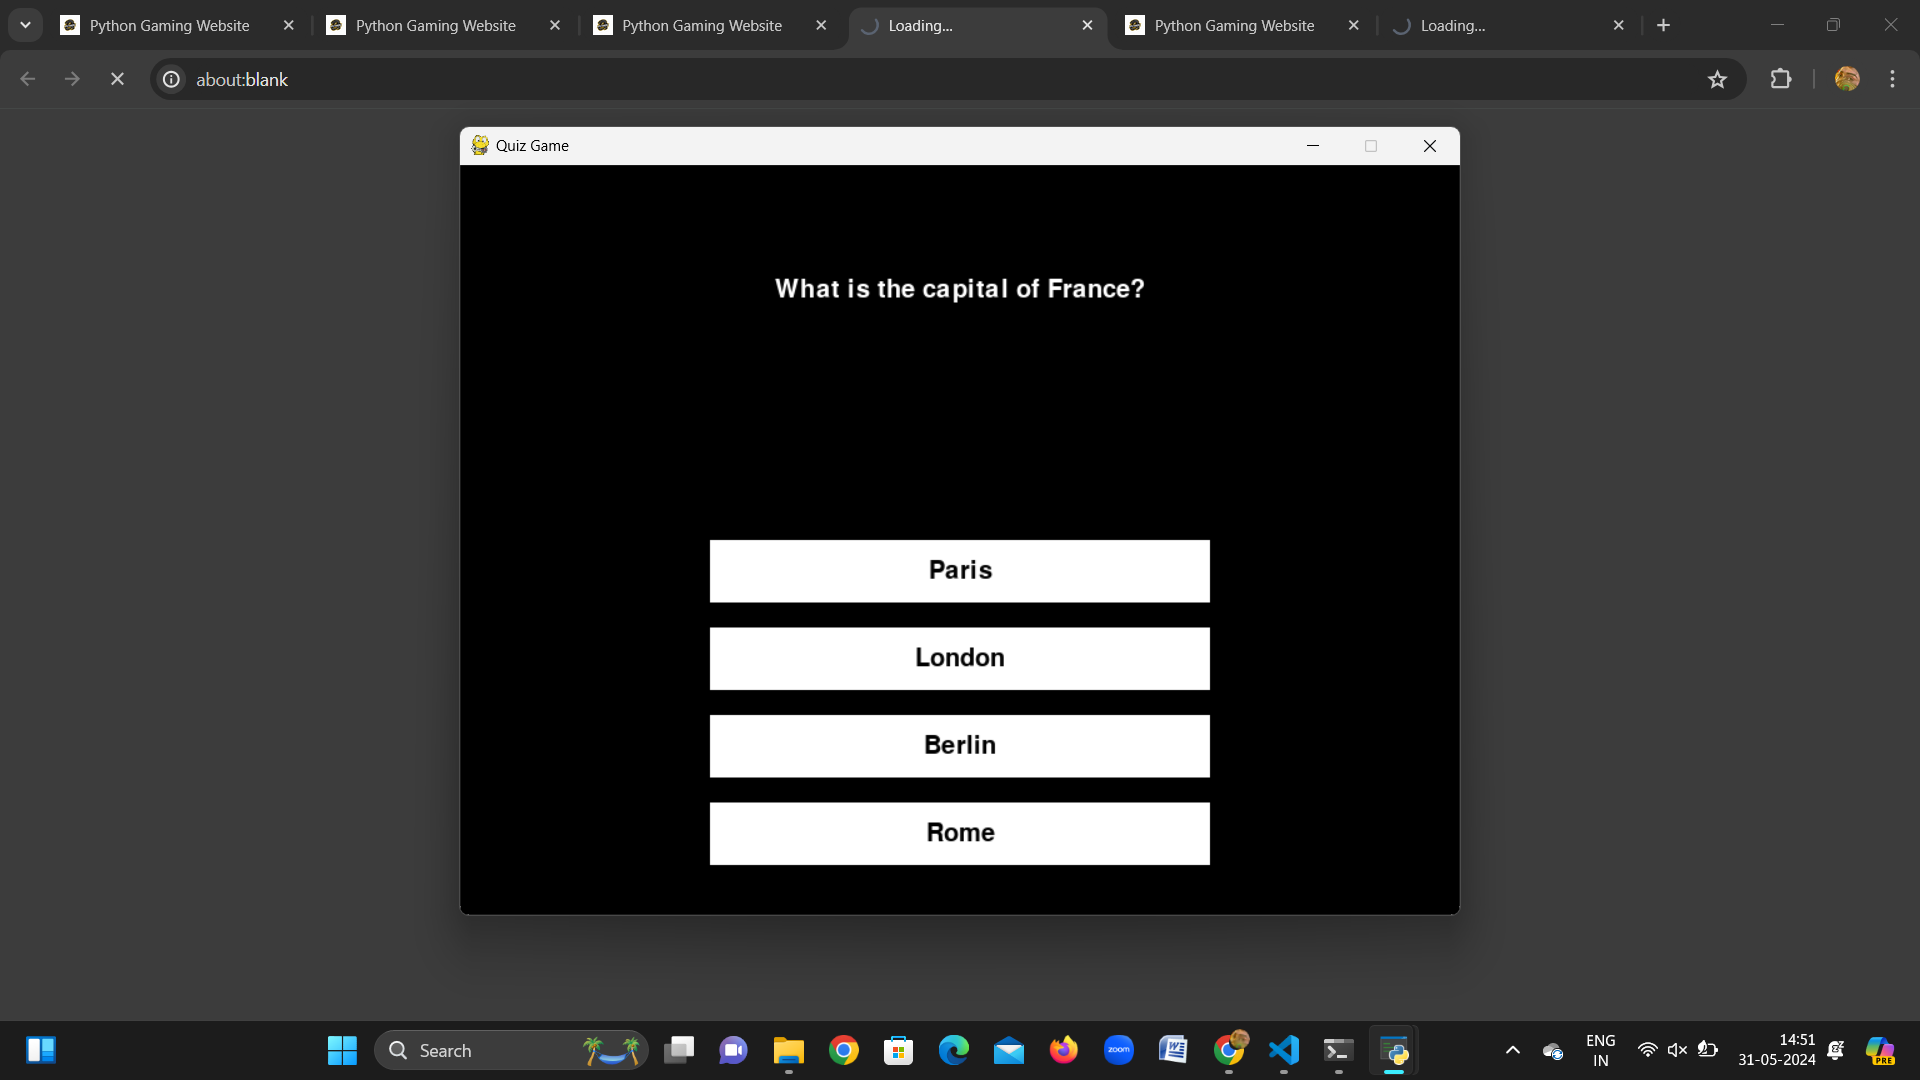 Python Gaming Website
Python Gaming Website
Python Gaming Website
Loading...
Python Gaming Website
Loading...
about:blank
Quiz Game
What is the capital of France?
Paris
London
Berlin
Rome
Search
zoom
ENG
IN
14:51
31-05-2024
PRE